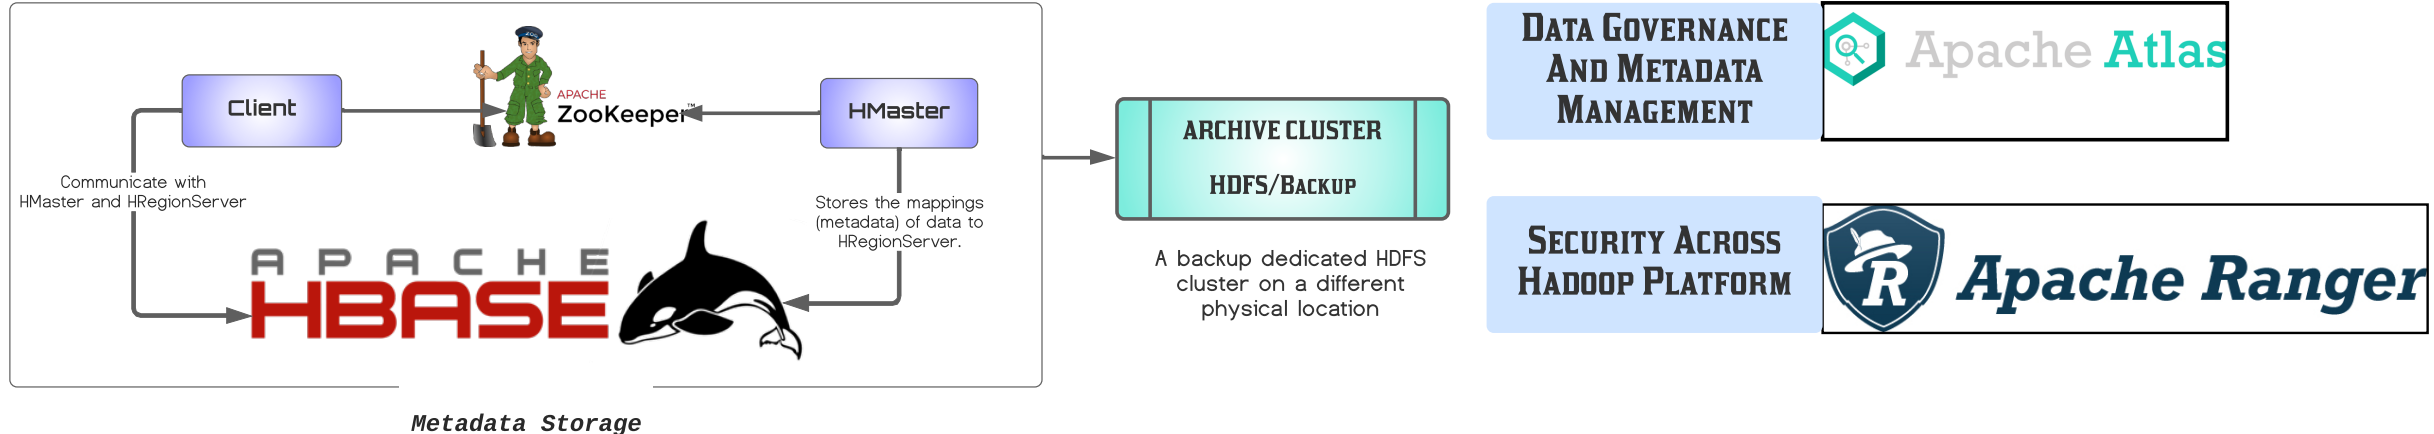 Client
ZOO
APACHE
ZooKeeper™
HMaster
Communicate with
HMaster and HRegionServer
Stores the mappings
(metadata) of data to
HRegionServer.
APACHE
HBASE
Metadata Storage
ARCHIVE CLUSTER
HDFS/Backup
A backup dedicated HDFS
cluster on a different
physical location
Data Governance
And Metadata
Management
Apache Atlas
Security Across
Hadoop Platform
R
Apache Ranger